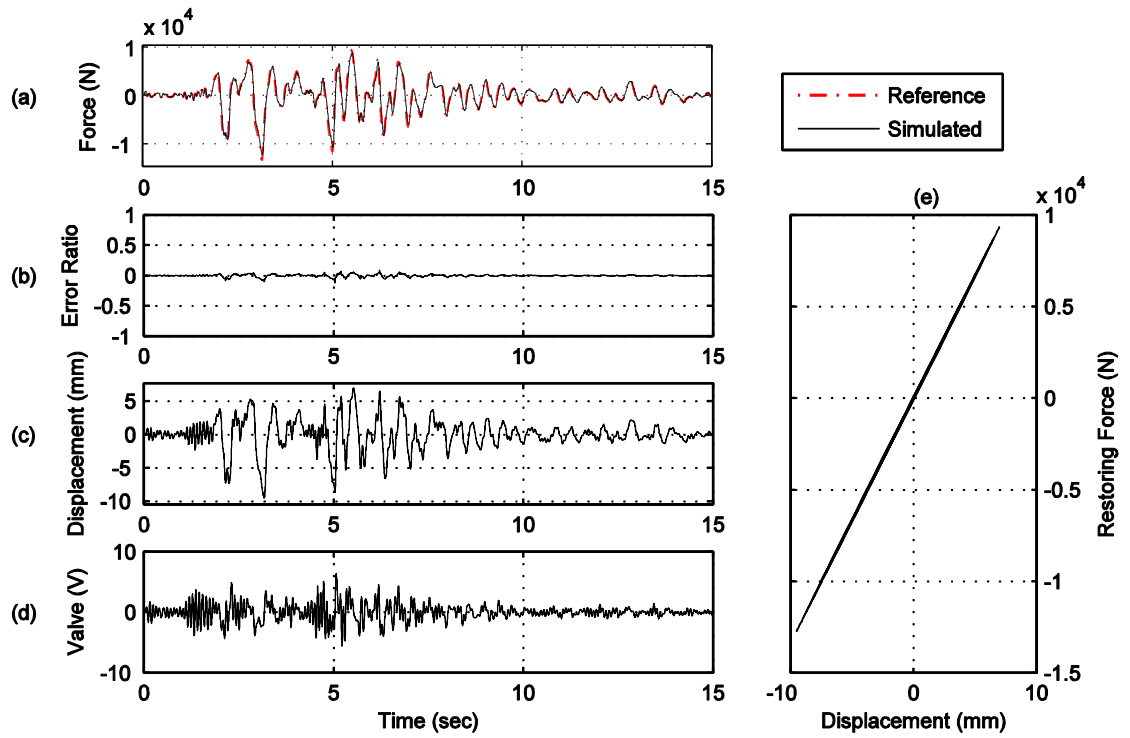 x 10^4
(a)
Force (N)
1
0
-1
0
5
10
15
Reference
Simulated
(b)
Error Ratio
1
0.5
0
-0.5
-1
0
5
10
15
(c)
Displacement (mm)
5
0
-5
-10
0
5
10
15
(d)
Valve (V)
10
0
-10
0
5
10
15
Time (sec)
(e)
x 10^4
1
0.5
0
-0.5
-1
-1.5
Restoring Force (N)
-10
0
10
Displacement (mm)